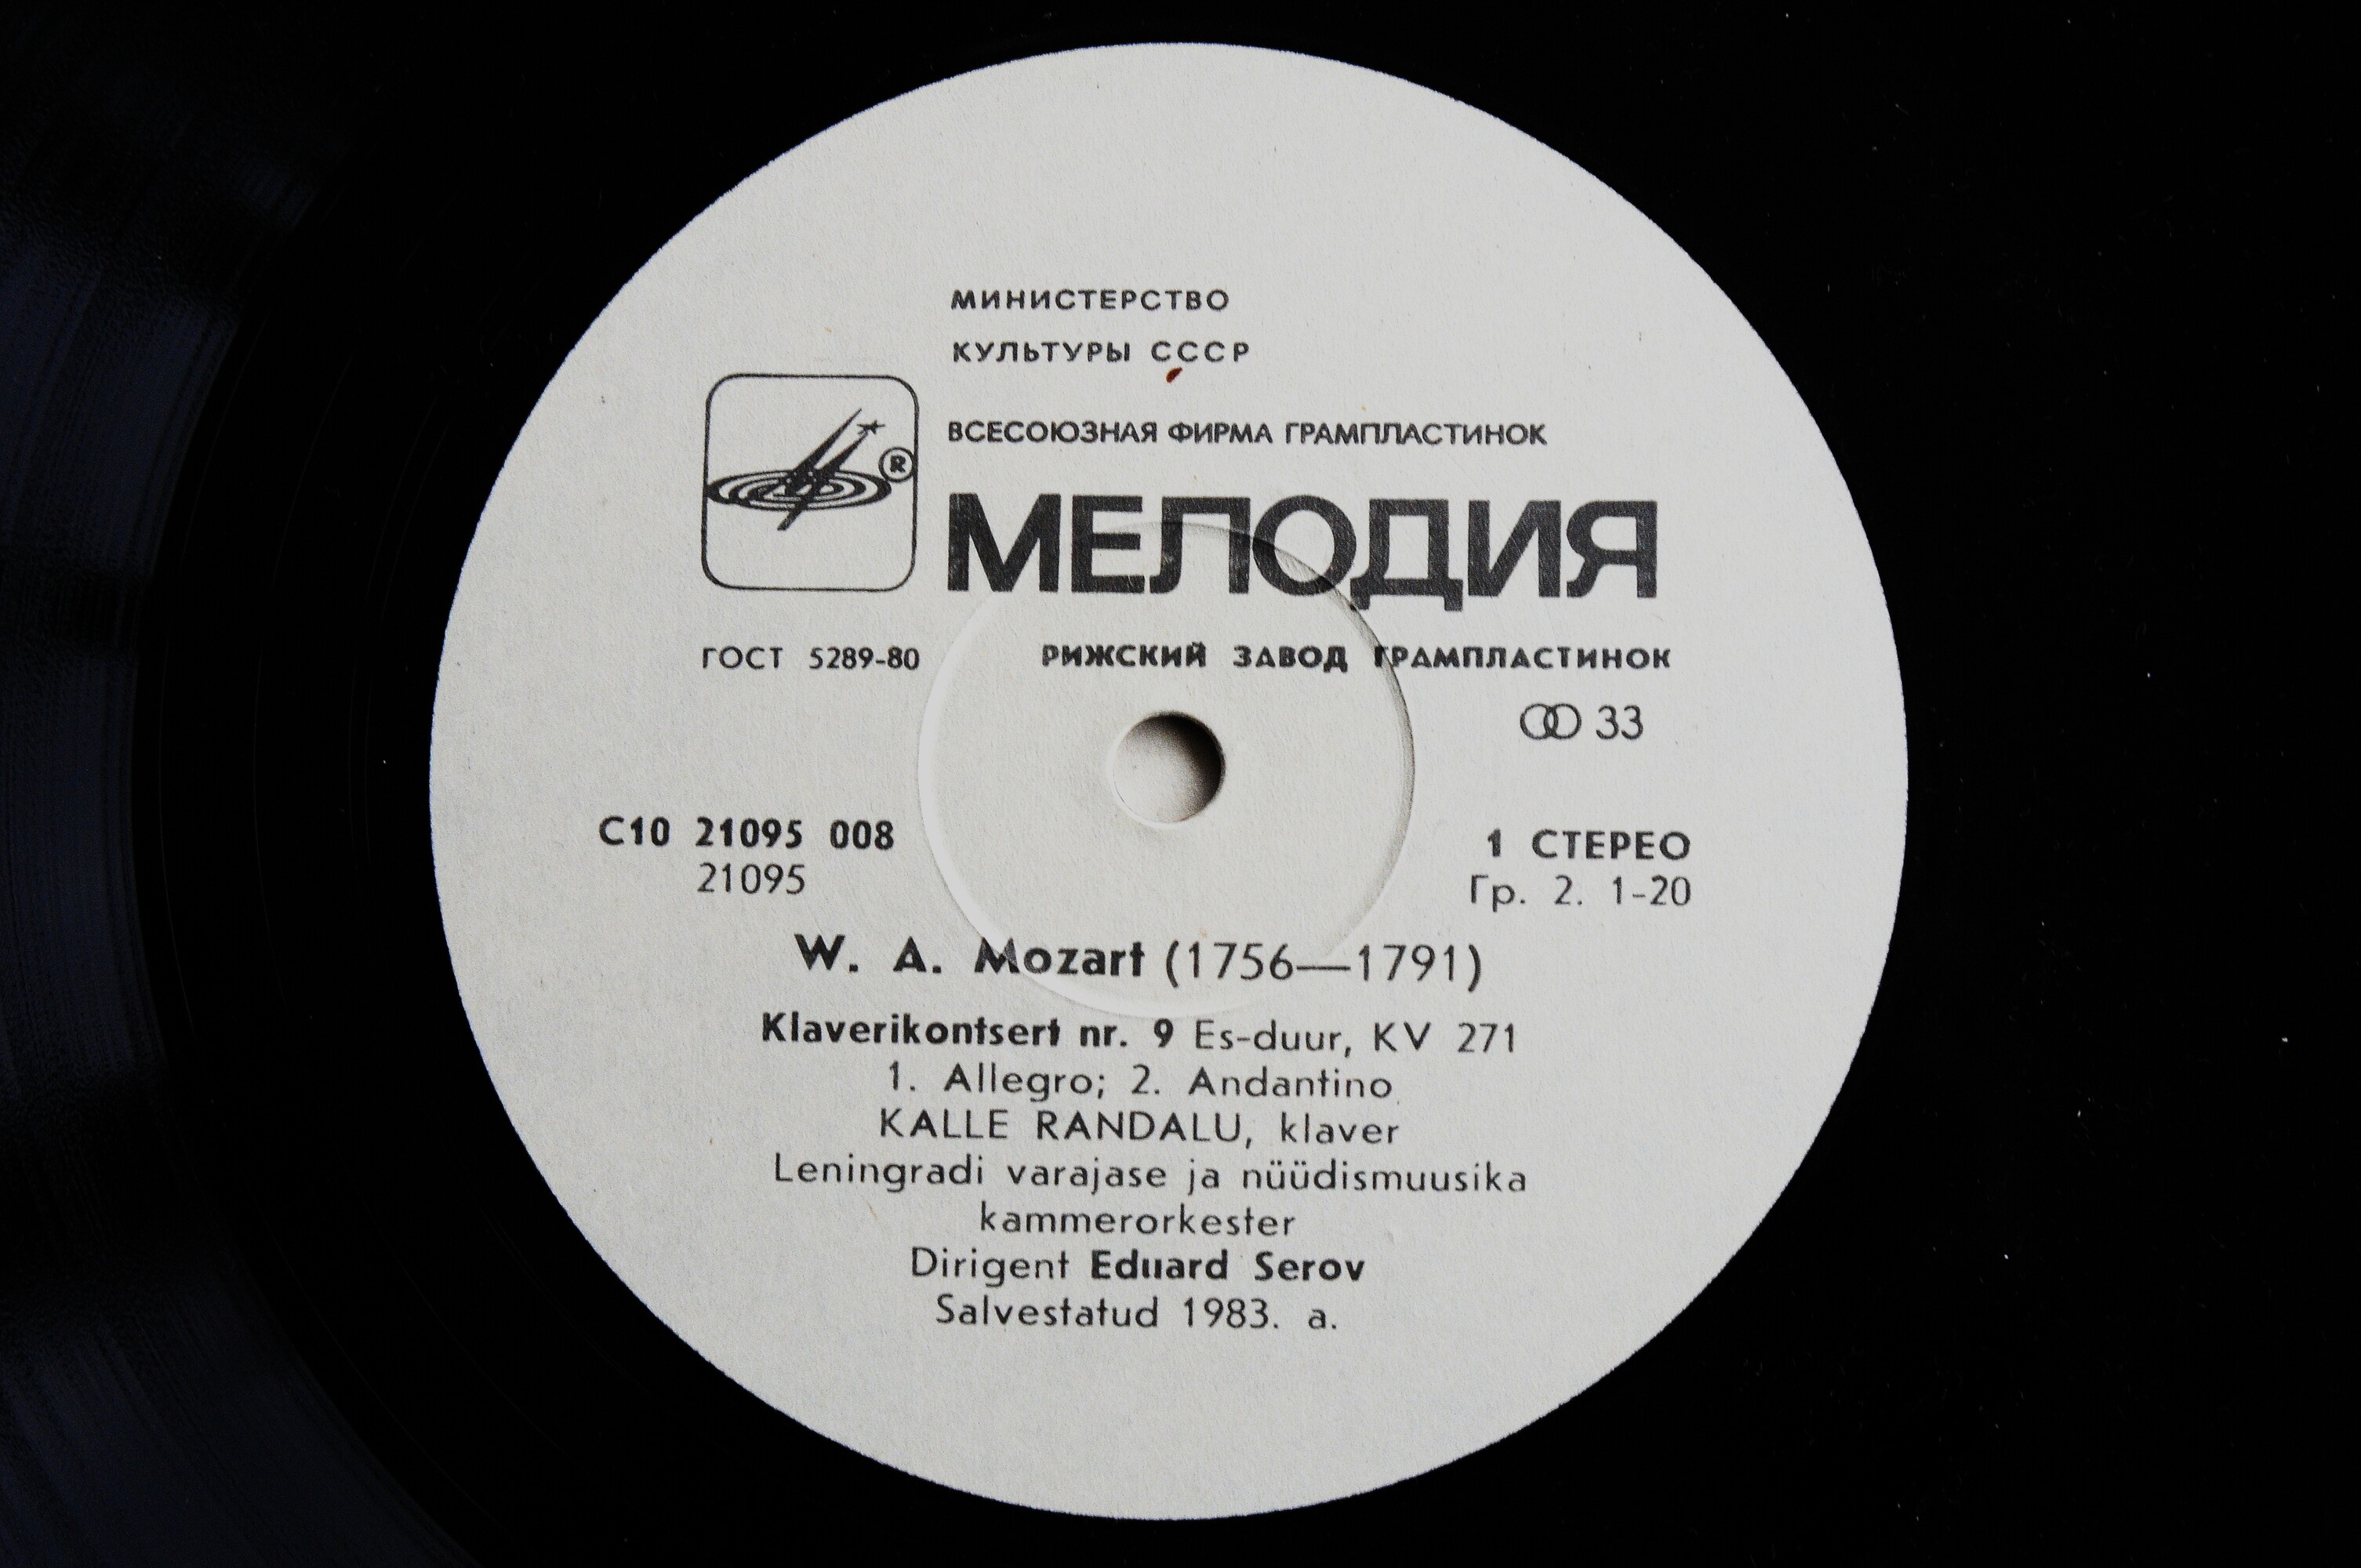 МИНИСТЕРСТВО
КУЛЬТУРЫ СССР
ВСЕСОЮЗНАЯ ФИРМА ГРАМПЛАСТИНОК
®
МЕЛОДИЯ
ГОСТ 5289-80 РИЖСКИЙ ЗАВОД ГРАМПЛАСТИНОК
33
С10 21095 008 1 СТЕРЕО
21095 Гр. 2. 1-20
W. A. Mozart (1756—1791)
Klaverikontsert nr. 9 Es-duur, KV 271
1. Allegro; 2. Andantino
KALLE RANDALU, klaver
Leningradi varajase ja nüüdismuusika
kammerorkester
Dirigent Eduard Serov
Salvestatud 1983. a.